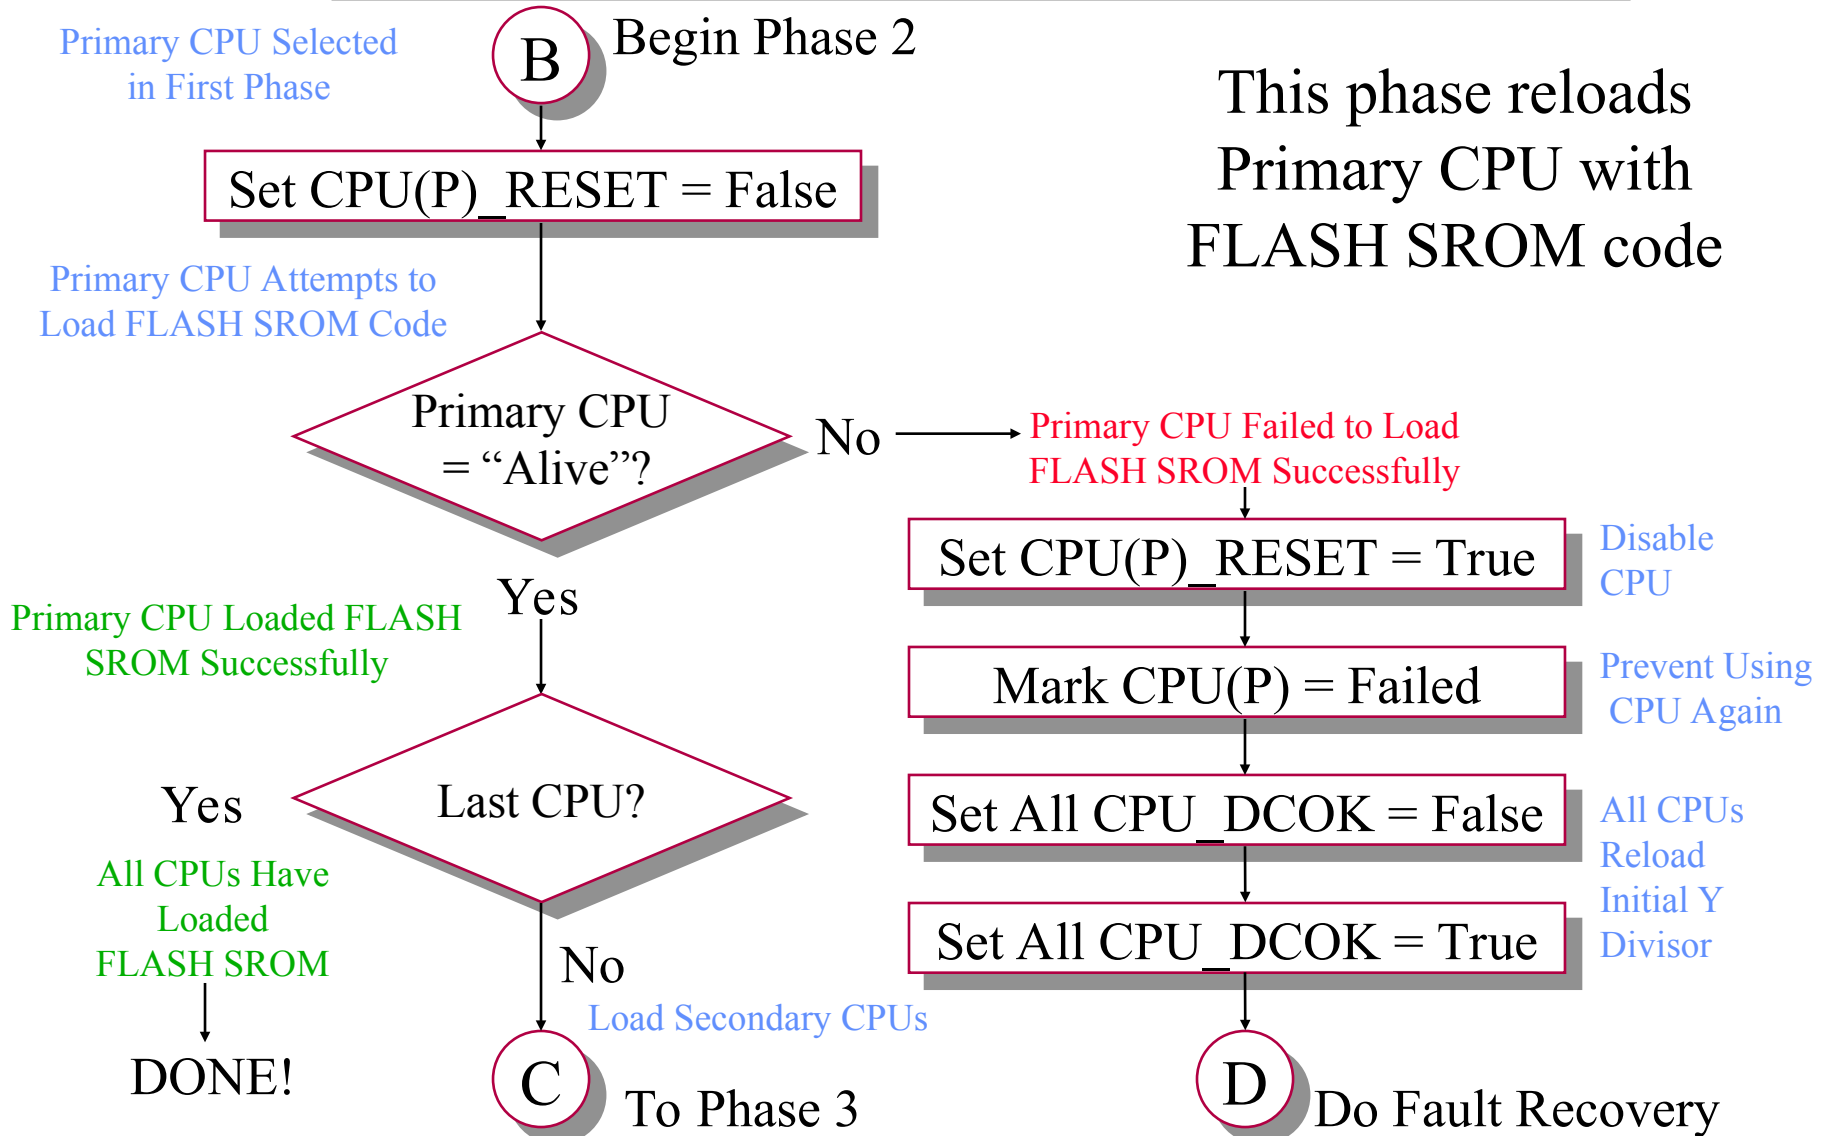 Primary CPU Selected
in First Phase
B
Begin Phase 2
This phase reloads
Primary CPU with
FLASH SROM code
Set CPU(P)_RESET = False
Primary CPU Attempts to
Load FLASH SROM Code
Primary CPU
= “Alive”?
No
Primary CPU Failed to Load
FLASH SROM Successfully
Set CPU(P)_RESET = True
Disable
CPU
Yes
Primary CPU Loaded FLASH
SROM Successfully
Mark CPU(P) = Failed
Prevent Using
CPU Again
Last CPU?
Yes
All CPUs Have
Loaded
FLASH SROM
DONE!
No
Load Secondary CPUs
C
To Phase 3
Set All CPU_DCOK = False
Set All CPU_DCOK = True
All CPUs
Reload
Initial Y
Divisor
D
Do Fault Recovery